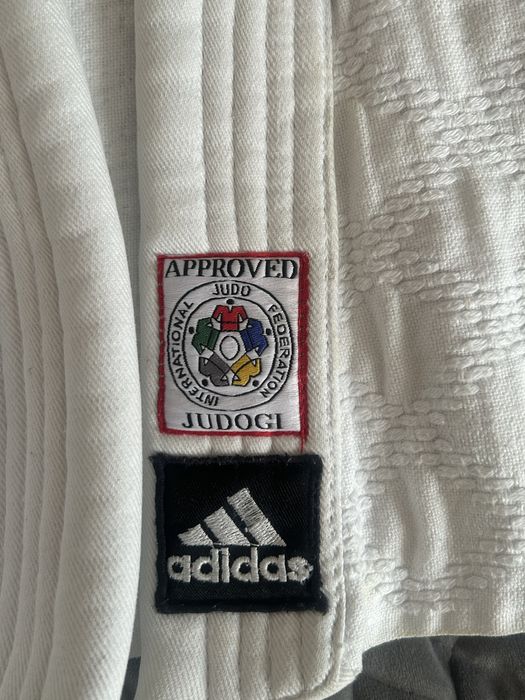 APPROVED
INTERNATIONAL JUDO FEDERATION
JUDOGI
adidas